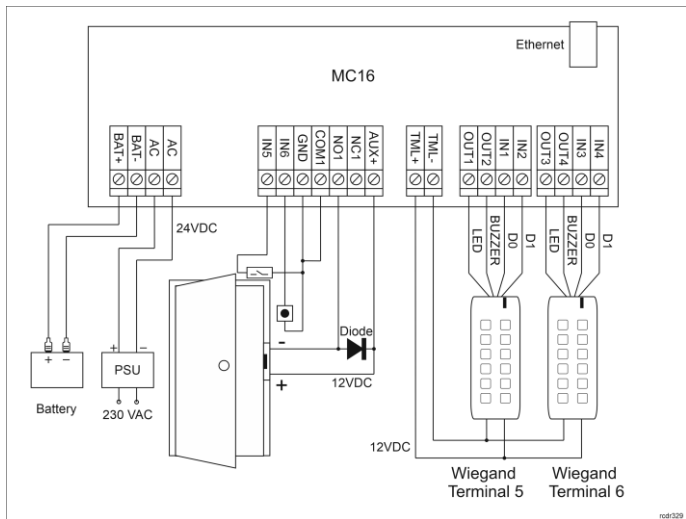 Ethernet
MC16
BAT+
BAT-
AC
AC
IN5
IN6
GND
COM1
NO1
NC1
AUX+
TML+
TML-
OUT1
OUT2
IN1
IN2
OUT3
OUT4
IN3
IN4
24VDC
LED
BUZZER
D0
D1
LED
BUZZER
D0
D1
+ -
PSU
+ -
Battery
230 VAC
-
Diode
+
12VDC
12VDC
Wiegand
Terminal 5
Wiegand
Terminal 6
rcdr329